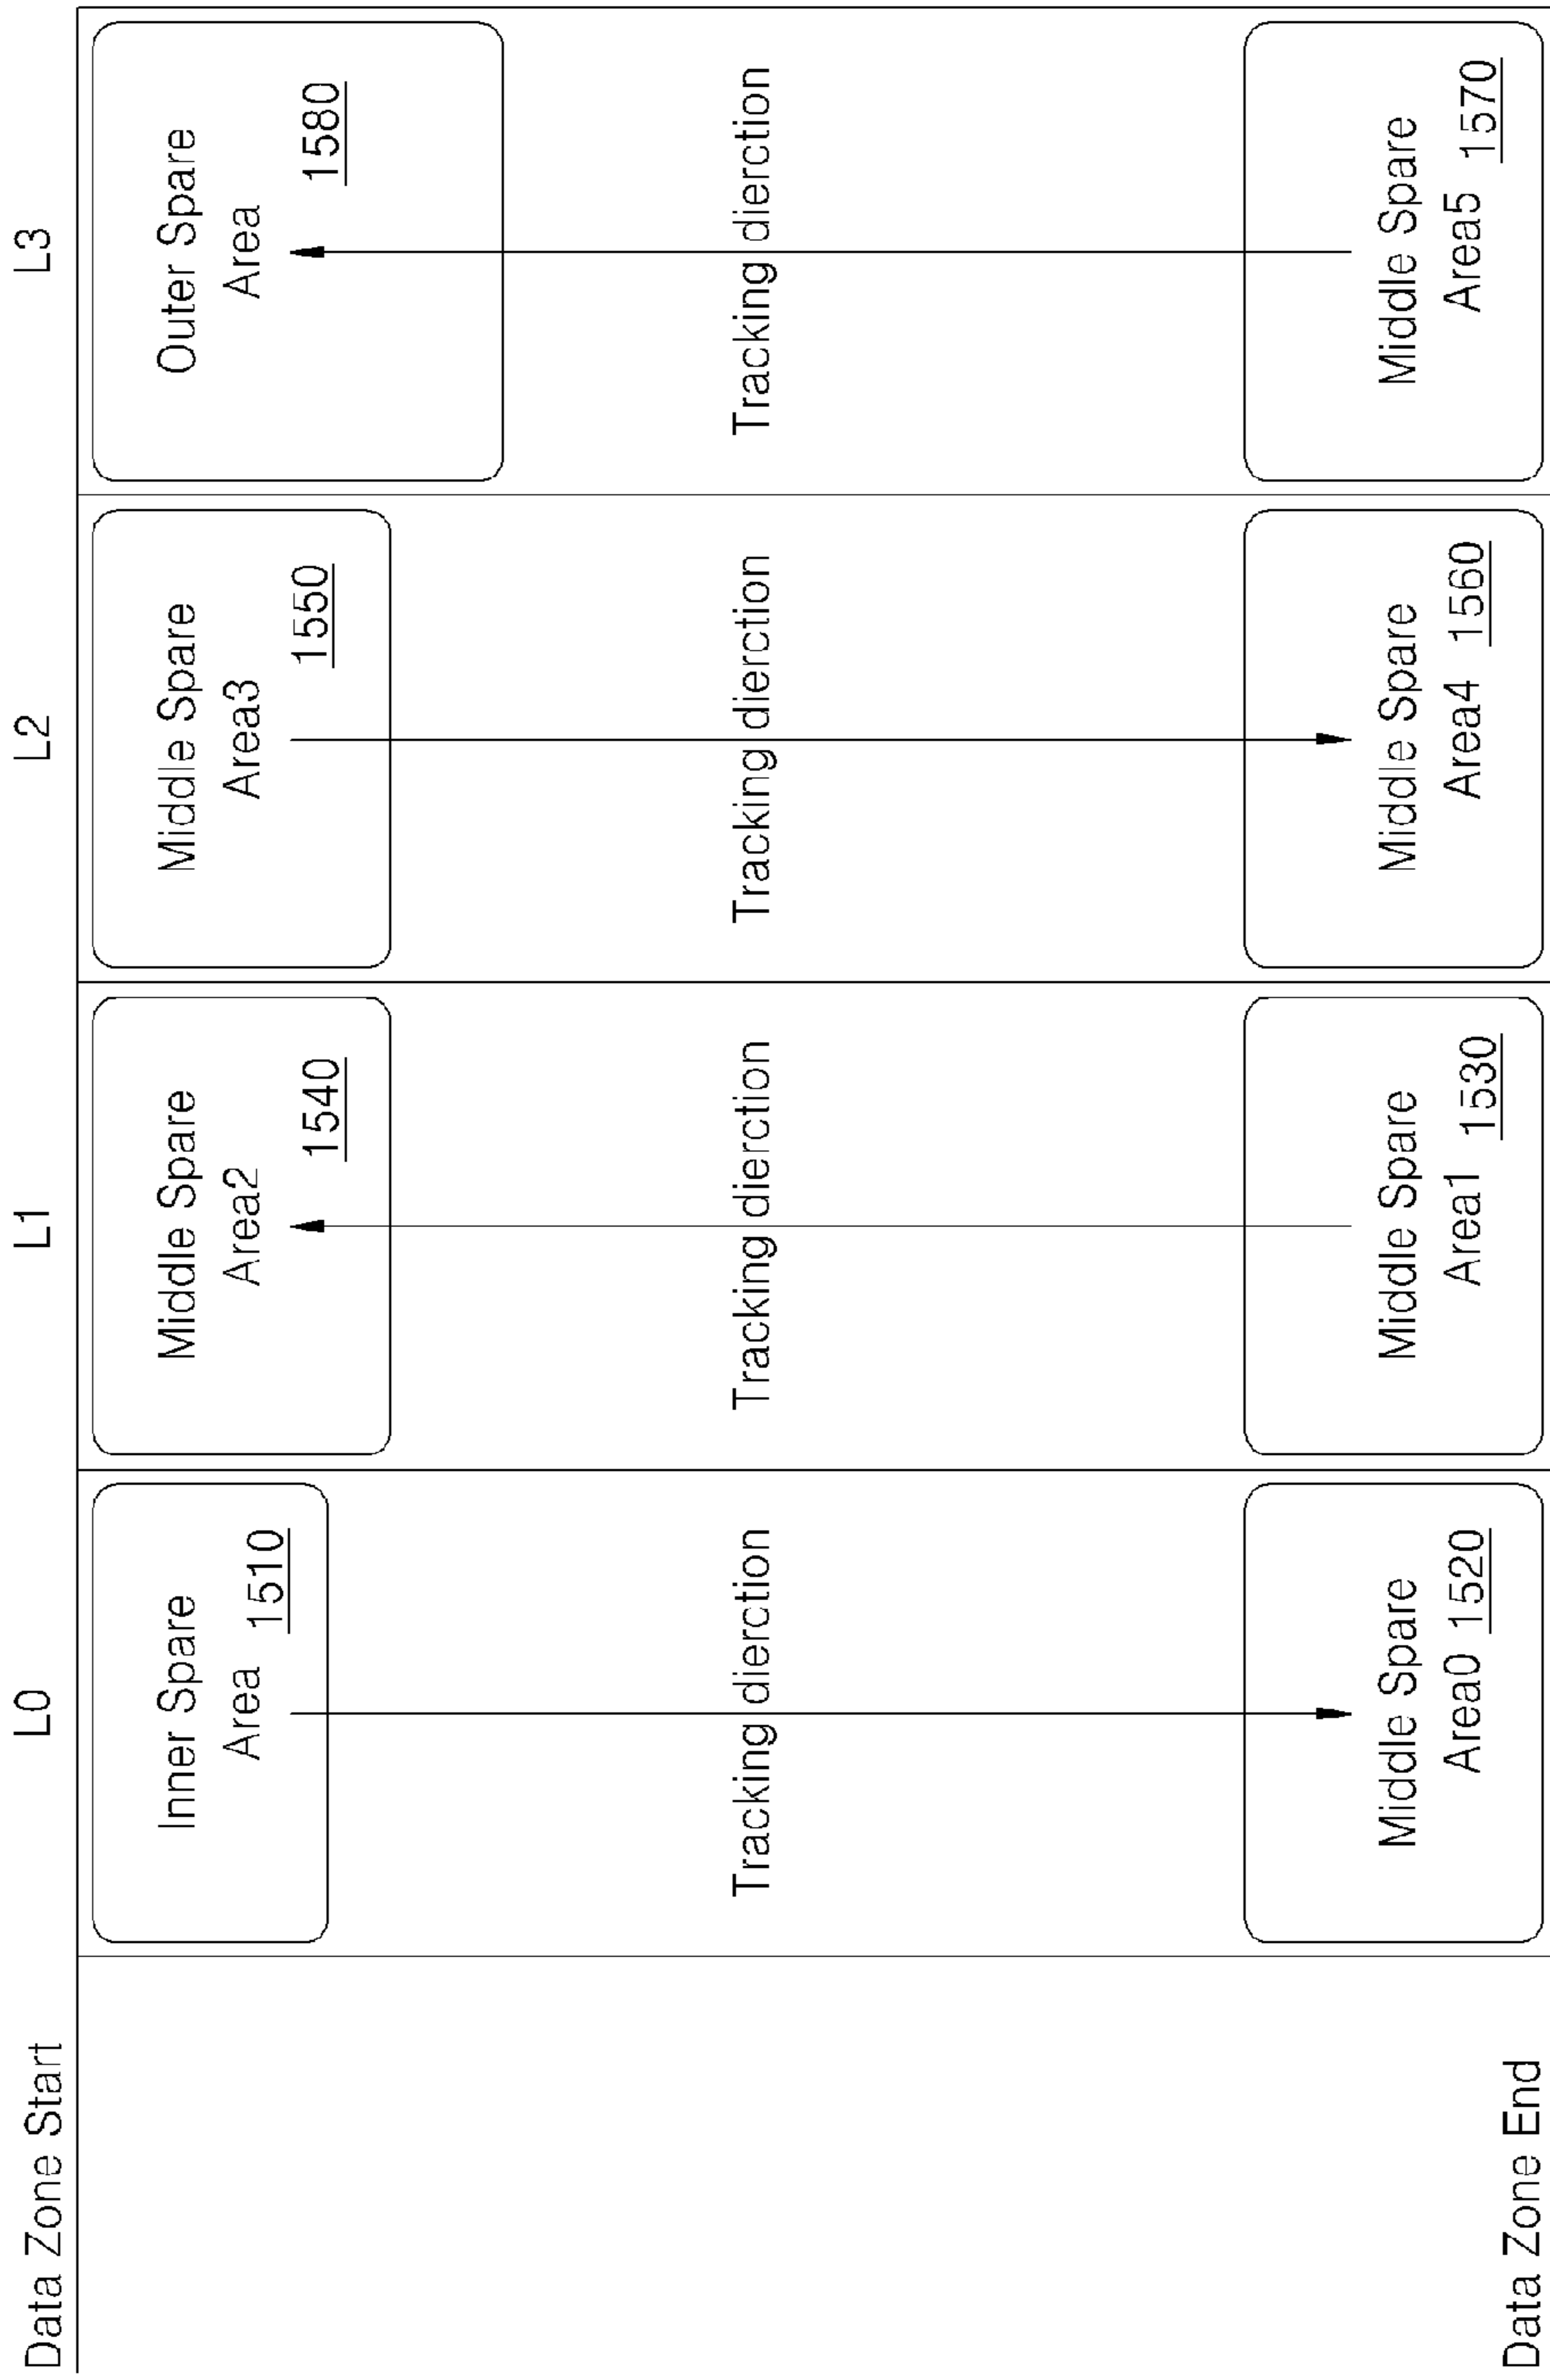 Data Zone Start
L0
L1
L2
L3
Inner Spare
Area 1510
Middle Spare
Area2
1540
Middle Spare
Area3
1550
Outer Spare
Area
1580
Tracking dierction
Tracking dierction
Tracking dierction
Tracking dierction
Middle Spare
Area0 1520
Middle Spare
Area1 1530
Middle Spare
Area4 1560
Middle Spare
Area5 1570
Data Zone End